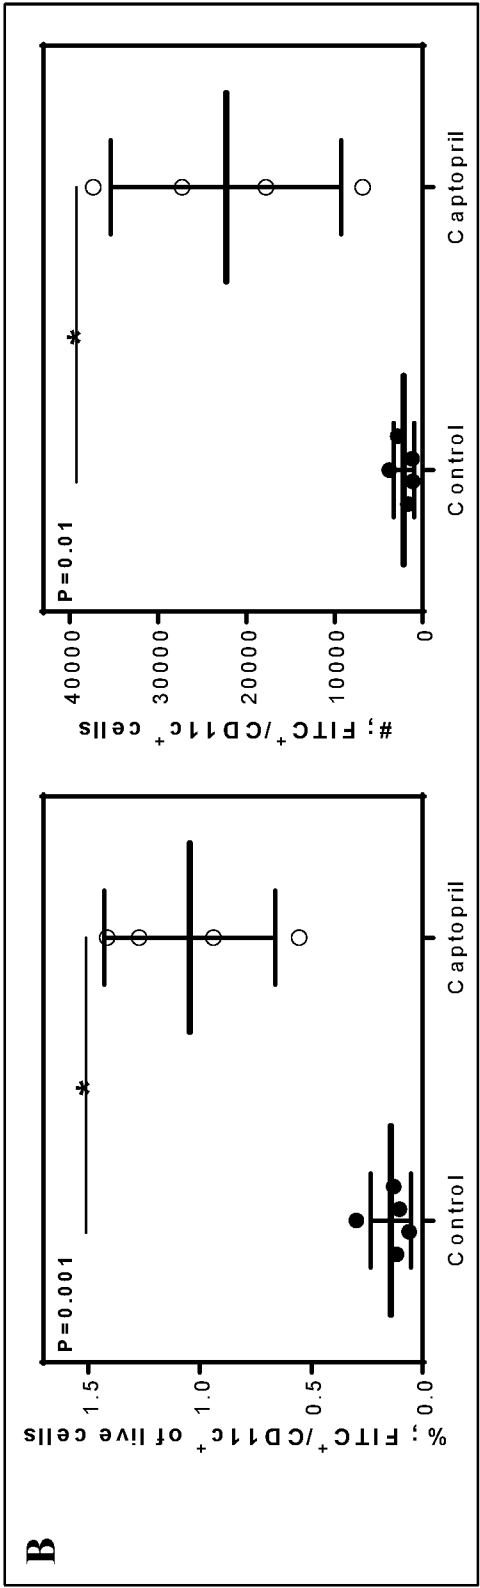 B
%; FITC⁺/CD11c⁺ of live cells
1.5
1.0
0.5
0.0
P=0.001
*
Control
Captopril
#; FITC⁺/CD11c⁺ cells
40000
30000
20000
10000
0
P=0.01
*
Control
Captopril